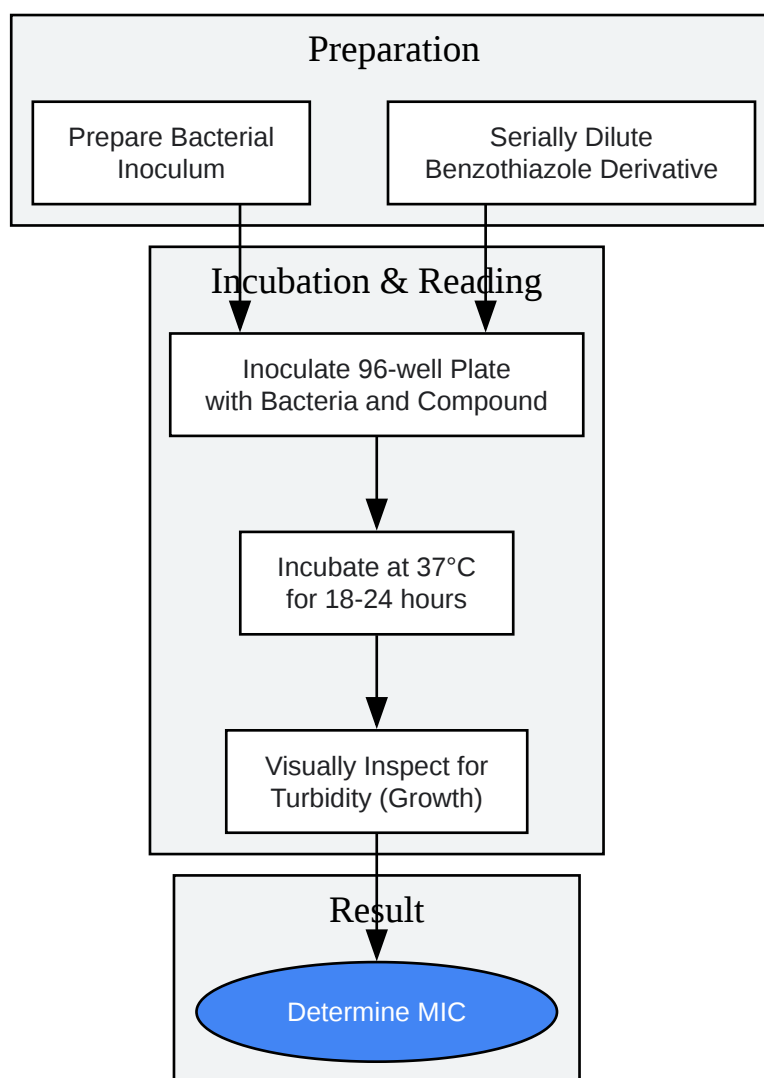 Preparation
Prepare Bacterial
Inoculum
Serially Dilute
Benzothiazole Derivative
Incubation & Reading
Inoculate 96-well Plate
with Bacteria and Compound
Incubate at 37°C
for 18-24 hours
Visually Inspect for
Turbidity (Growth)
Result
Determine MIC